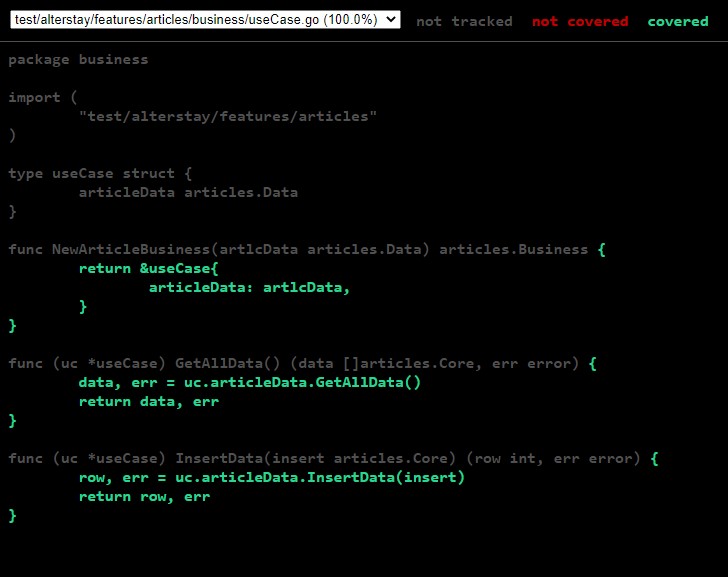 test/alterstay/features/articles/business/useCase.go (100.0%) not tracked not covered covered
package business
import (
"test/alterstay/features/articles"
)
type useCase struct {
articleData articles.Data
}
func NewArticleBusiness(artlcData articles.Data) articles.Business {
return &useCase{
articleData: artlcData,
}
}
func (uc *useCase) GetAllData() (data []articles.Core, err error) {
data, err = uc.articleData.GetAllData()
return data, err
}
func (uc *useCase) InsertData(insert articles.Core) (row int, err error) {
row, err = uc.articleData.InsertData(insert)
return row, err
}